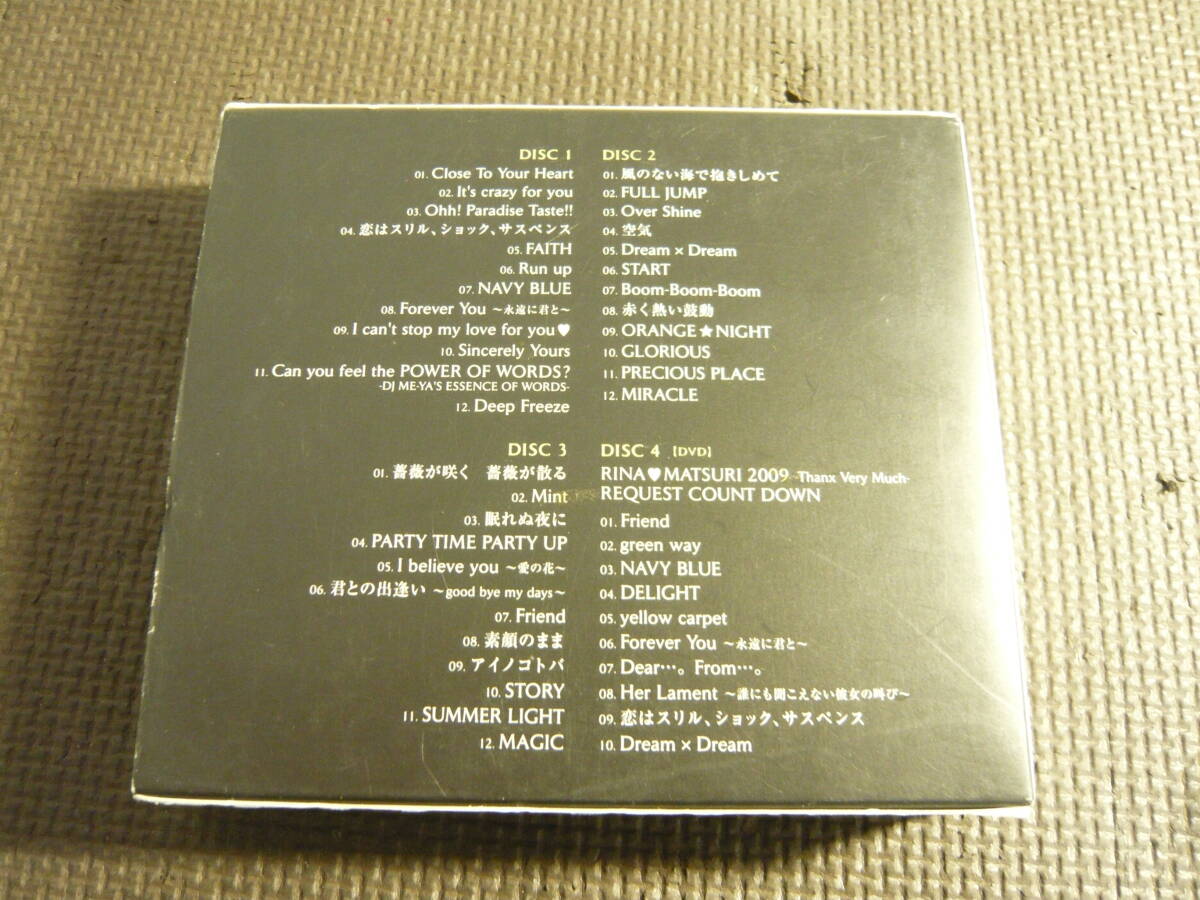 DISC 1
01. Close To Your Heart
02. It's crazy for you
03. Ohh! Paradise Taste!!
04. 恋はスリル、ショック、サスペンス
05. FAITH
06. Run up
07. NAVY BLUE
08. Forever You ～永遠に君と～
09. I can't stop my love for you♥
10. Sincerely Yours
11. Can you feel the POWER OF WORDS?
-DJ ME-YA'S ESSENCE OF WORDS-
12. Deep Freeze
DISC 2
01. 風のない海で抱きしめて
02. FULL JUMP
03. Over Shine
04. 空気
05. Dream × Dream
06. START
07. Boom-Boom-Boom
08. 赤く熱い鼓動
09. ORANGE★NIGHT
10. GLORIOUS
11. PRECIOUS PLACE
12. MIRACLE
DISC 3
01. 薔薇が咲く 薔薇が散る
02. Mint
03. 眠れぬ夜に
04. PARTY TIME PARTY UP
05. I believe you ～愛の花～
06. 君との出逢い ～good bye my days～
07. Friend
08. 素顔のまま
09. アイノコトバ
10. STORY
11. SUMMER LIGHT
12. MAGIC
DISC 4 [DVD]
RINA♥MATSURI 2009 -Thanx Very Much-
REQUEST COUNT DOWN
01. Friend
02. green way
03. NAVY BLUE
04. DELIGHT
05. yellow carpet
06. Forever You ～永遠に君と～
07. Dear…。From…。
08. Her Lament ～誰にも聞こえない彼女の叫び～
09. 恋はスリル、ショック、サスペンス
10. Dream × Dream